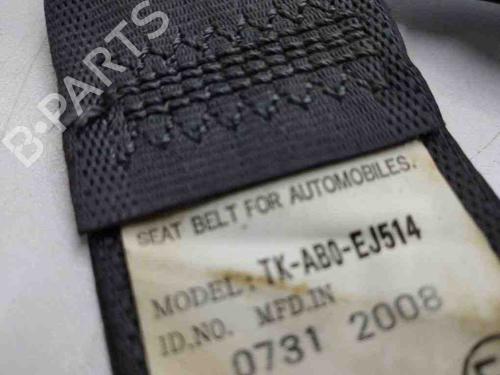 B-PARTS
SEAT BELT FOR AUTOMOBILES.
MODEL: TK-AB0-EJ514
ID.NO. MFD.IN
0731 2008